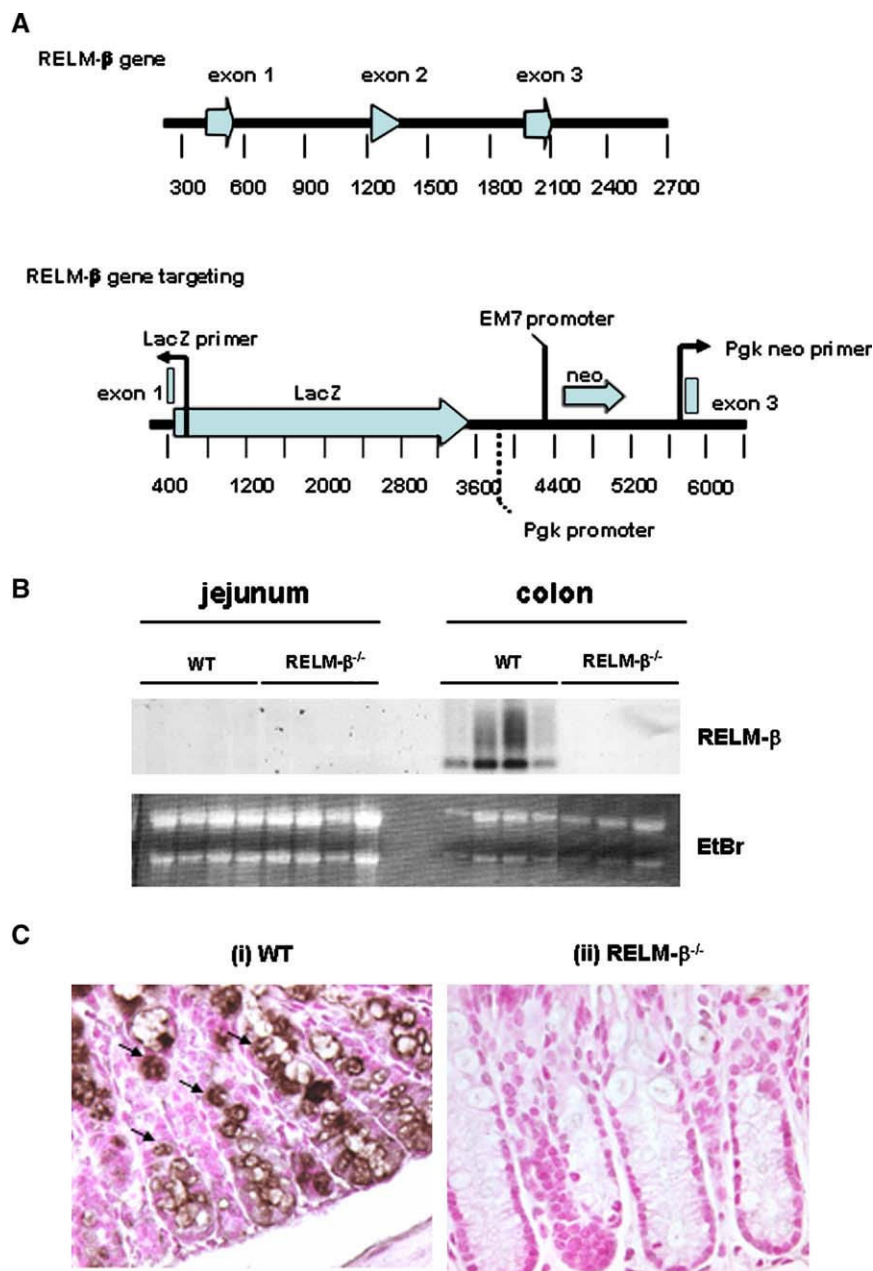 A
RELM-β gene
exon 1 exon 2 exon 3
300 600 900 1200 1500 1800 2100 2400 2700
RELM-β gene targeting
EM7 promoter
LacZ primer
Pgk neo primer
exon 1
LacZ
neo
exon 3
400 1200 2000 2800 3600 4400 5200 6000
Pgk promoter
B
jejunum colon
WT RELM-β-/- WT RELM-β-/-
RELM-β
EtBr
C
(i) WT (ii) RELM-β-/-